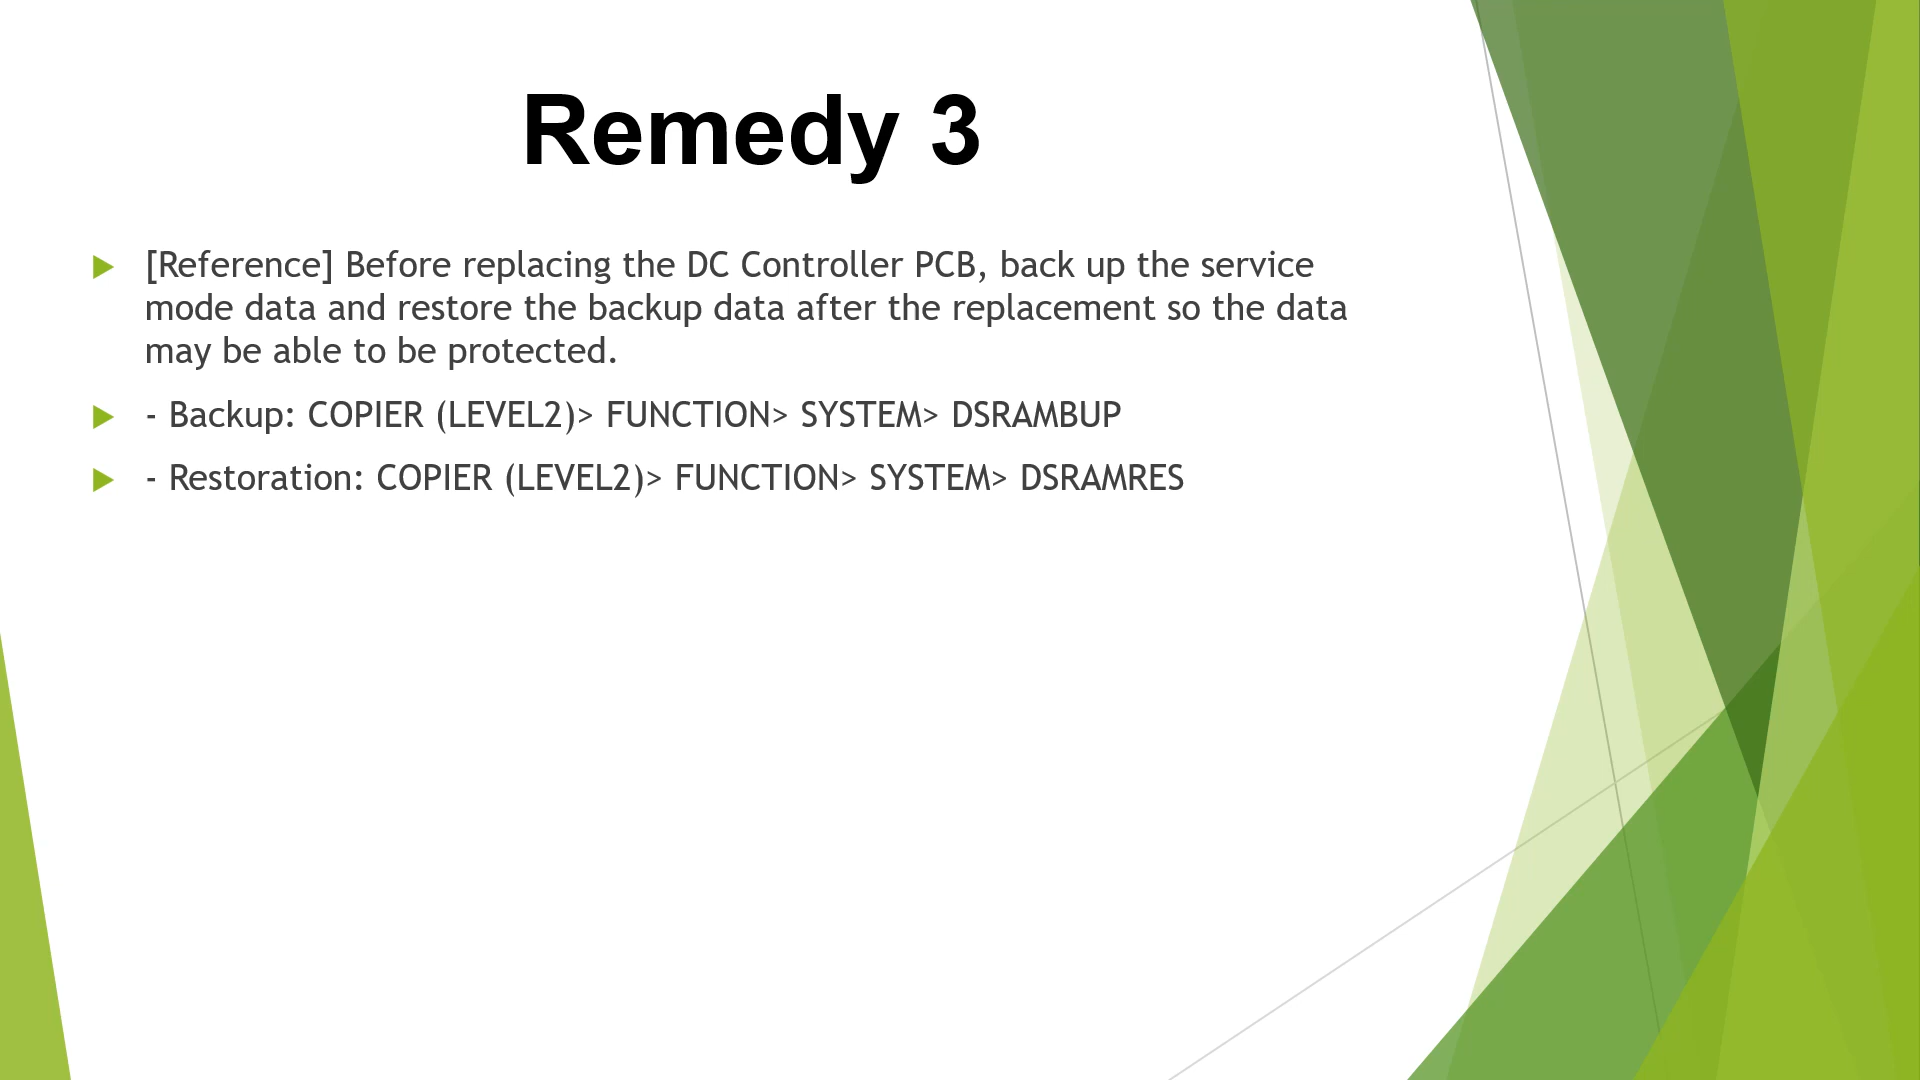 Remedy 3
[Reference] Before replacing the DC Controller PCB, back up the service
mode data and restore the backup data after the replacement so the data
may be able to be protected.
- Backup: COPIER (LEVEL2)> FUNCTION> SYSTEM> DSRAMBUP
- Restoration: COPIER (LEVEL2)> FUNCTION> SYSTEM> DSRAMRES